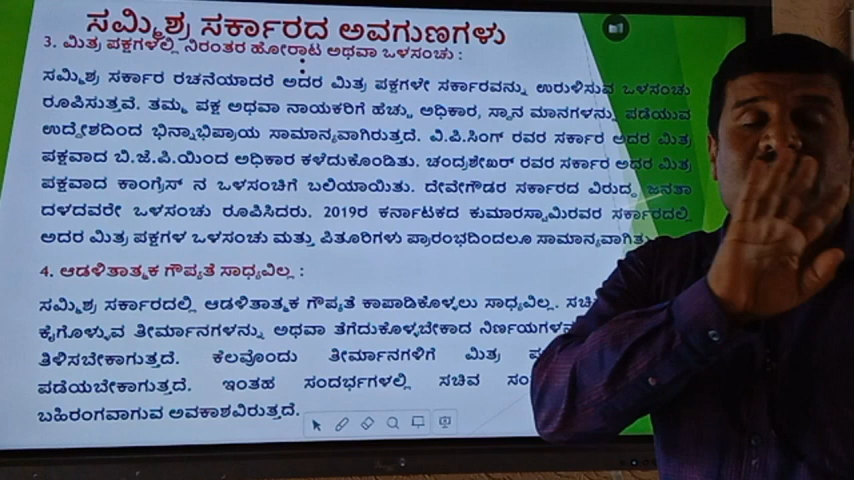 ಸಮ್ಮಿಶ್ರ ಸರ್ಕಾರದ ಅವಗುಣಗಳು
3. ಮಿತ್ರ ಪಕ್ಷಗಳಲ್ಲಿ ನಿರಂತರ ಹೋರಾಟ ಅಥವಾ ಒಳಸಂಚು :
ಸಮ್ಮಿಶ್ರ ಸರ್ಕಾರ ರಚನೆಯಾದರೆ ಅದರ ಮಿತ್ರ ಪಕ್ಷಗಳೇ ಸರ್ಕಾರವನ್ನು ಉರುಳಿಸುವ ಒಳಸಂಚು
ರೂಪಿಸುತ್ತವೆ. ತಮ್ಮ ಪಕ್ಷ ಅಥವಾ ನಾಯಕರಿಗೆ ಹೆಚ್ಚು ಅಧಿಕಾರ, ಸ್ಥಾನ ಮಾನಗಳನ್ನು ಪಡೆಯುವ
ಉದ್ದೇಶದಿಂದ ಭಿನ್ನಾಭಿಪ್ರಾಯ ಸಾಮಾನ್ಯವಾಗಿರುತ್ತದೆ. ವಿ.ಪಿ.ಸಿಂಗ್ ರವರ ಸರ್ಕಾರ ಅದರ ಮಿತ್ರ
ಪಕ್ಷವಾದ ಬಿ.ಜೆ.ಪಿ.ಯಿಂದ ಅಧಿಕಾರ ಕಳೆದುಕೊಂಡಿತು. ಚಂದ್ರಶೇಖರ್ ರವರ ಸರ್ಕಾರ ಅದರ ಮಿತ್ರ
ಪಕ್ಷವಾದ ಕಾಂಗ್ರೆಸ್ ನ ಒಳಸಂಚಿಗೆ ಬಲಿಯಾಯಿತು. ದೇವೇಗೌಡರ ಸರ್ಕಾರದ ವಿರುದ್ಧ ಜನತಾ
ದಳದವರೇ ಒಳಸಂಚು ರೂಪಿಸಿದರು. 2019ರ ಕರ್ನಾಟಕದ ಕುಮಾರಸ್ವಾಮಿರವರ ಸರ್ಕಾರದಲ್ಲಿ
ಅದರ ಮಿತ್ರ ಪಕ್ಷಗಳ ಒಳಸಂಚು ಮತ್ತು ಪಿತೂರಿಗಳು ಪ್ರಾರಂಭದಿಂದಲೂ ಸಾಮಾನ್ಯವಾಗಿತ್ತು
4. ಆಡಳಿತಾತ್ಮಕ ಗೌಪ್ಯತೆ ಸಾಧ್ಯವಿಲ್ಲ :
ಸಮ್ಮಿಶ್ರ ಸರ್ಕಾರದಲ್ಲಿ ಆಡಳಿತಾತ್ಮಕ ಗೌಪ್ಯತೆ ಕಾಪಾಡಿಕೊಳ್ಳಲು ಸಾಧ್ಯವಿಲ್ಲ. ಸಚಿ
ಕೈಗೊಳ್ಳುವ ತೀರ್ಮಾನಗಳನ್ನು ಅಥವಾ ತೆಗೆದುಕೊಳ್ಳಬೇಕಾದ ನಿರ್ಣಯಗಳನ
ತಿಳಿಸಬೇಕಾಗುತ್ತದೆ. ಕೆಲವೊಂದು ತೀರ್ಮಾನಗಳಿಗೆ ಮಿತ್ರ ಪ
ಪಡೆಯಬೇಕಾಗುತ್ತದೆ. ಇಂತಹ ಸಂದರ್ಭಗಳಲ್ಲಿ ಸಚಿವ ಸಂ
ಬಹಿರಂಗವಾಗುವ ಅವಕಾಶವಿರುತ್ತದೆ.